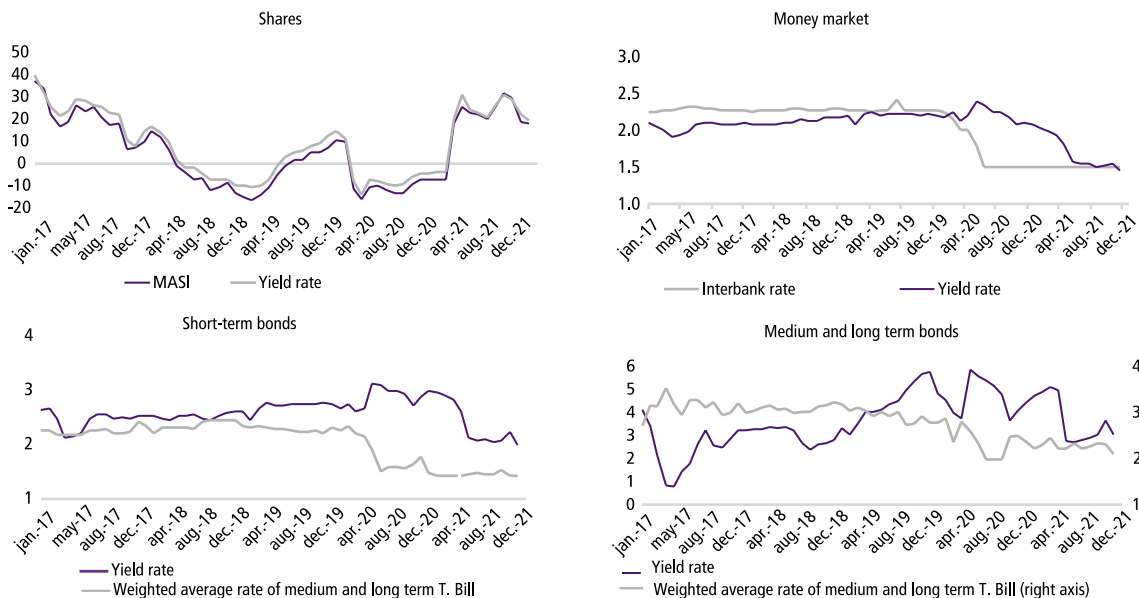 Shares
50
40
30
20
10
0
-10
-20
jan.-17
may-17
aug.-17
dec.-17
apr.-18
aug.-18
dec.-18
apr.-19
aug.-19
dec.-19
apr.-20
aug.-20
dec.-20
apr.-21
aug.-21
dec.-21
MASI
Yield rate
Money market
3.0
2.5
2.0
1.5
1.0
jan.-17
may-17
aug.-17
dec.-17
apr.-18
aug.-18
dec.-18
apr.-19
aug.-19
dec.-19
apr.-20
aug.-20
dec.-20
apr.-21
aug.-21
dec.-21
Interbank rate
Yield rate
Short-term bonds
4
3
2
1
jan.-17
may-17
aug.-17
dec.-17
apr.-18
aug.-18
dec.-18
apr.-19
aug.-19
dec.-19
apr.-20
aug.-20
dec.-20
apr.-21
aug.-21
dec.-21
Yield rate
Weighted average rate of medium and long term T. Bill
Medium and long term bonds
6
5
4
3
2
0
4
3
2
1
jan.-17
may-17
aug.-17
dec.-17
apr.-18
aug.-18
dec.-18
apr.-19
aug.-19
dec.-19
apr.-20
aug.-20
dec.-20
apr.-21
aug.-21
dec.-21
Yield rate
Weighted average rate of medium and long term T. Bill (right axis)